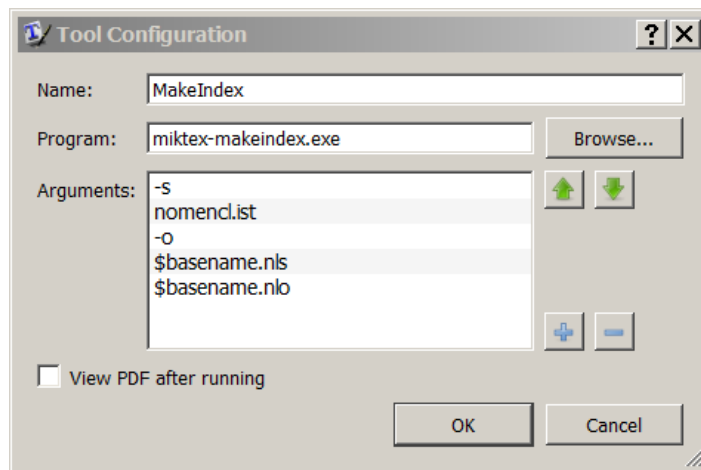 Tool Configuration
Name: MakeIndex
Program: miktex-makeindex.exe Browse...
Arguments: -s
nomencl.ist
-o
$basename.nls
$basename.nlo
View PDF after running
OK Cancel